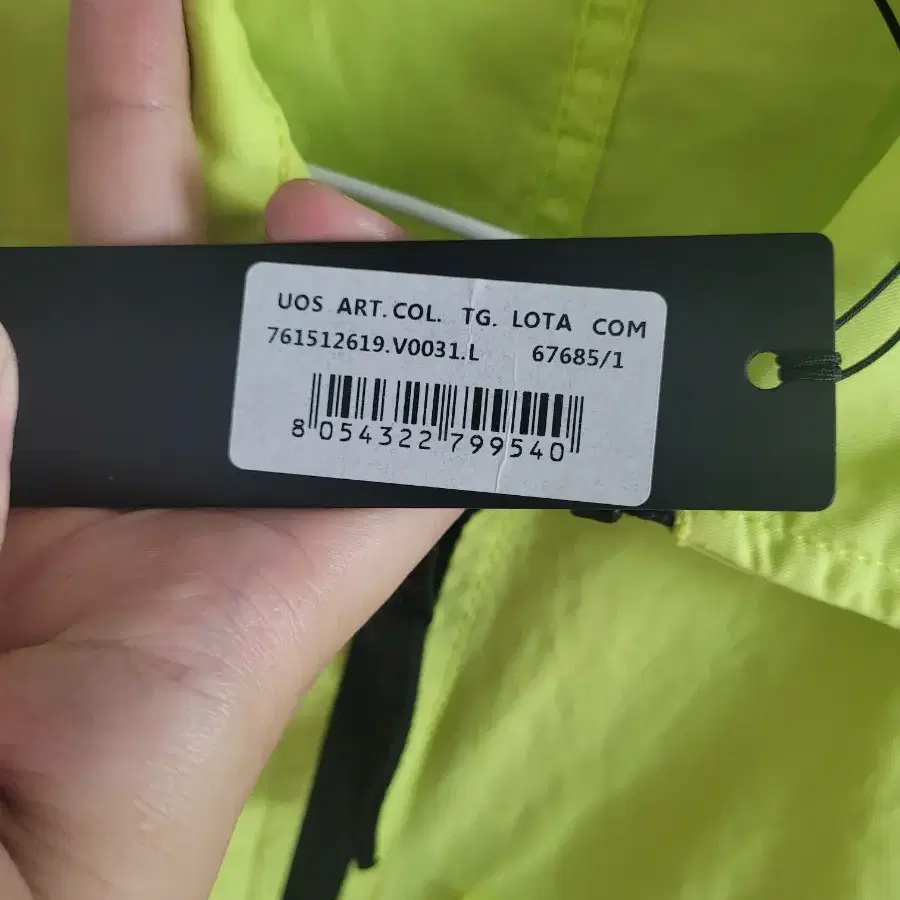 UOS ART. COL. TG. LOTA COM
761512619.V0031.L 67685/1
8 054322 799540